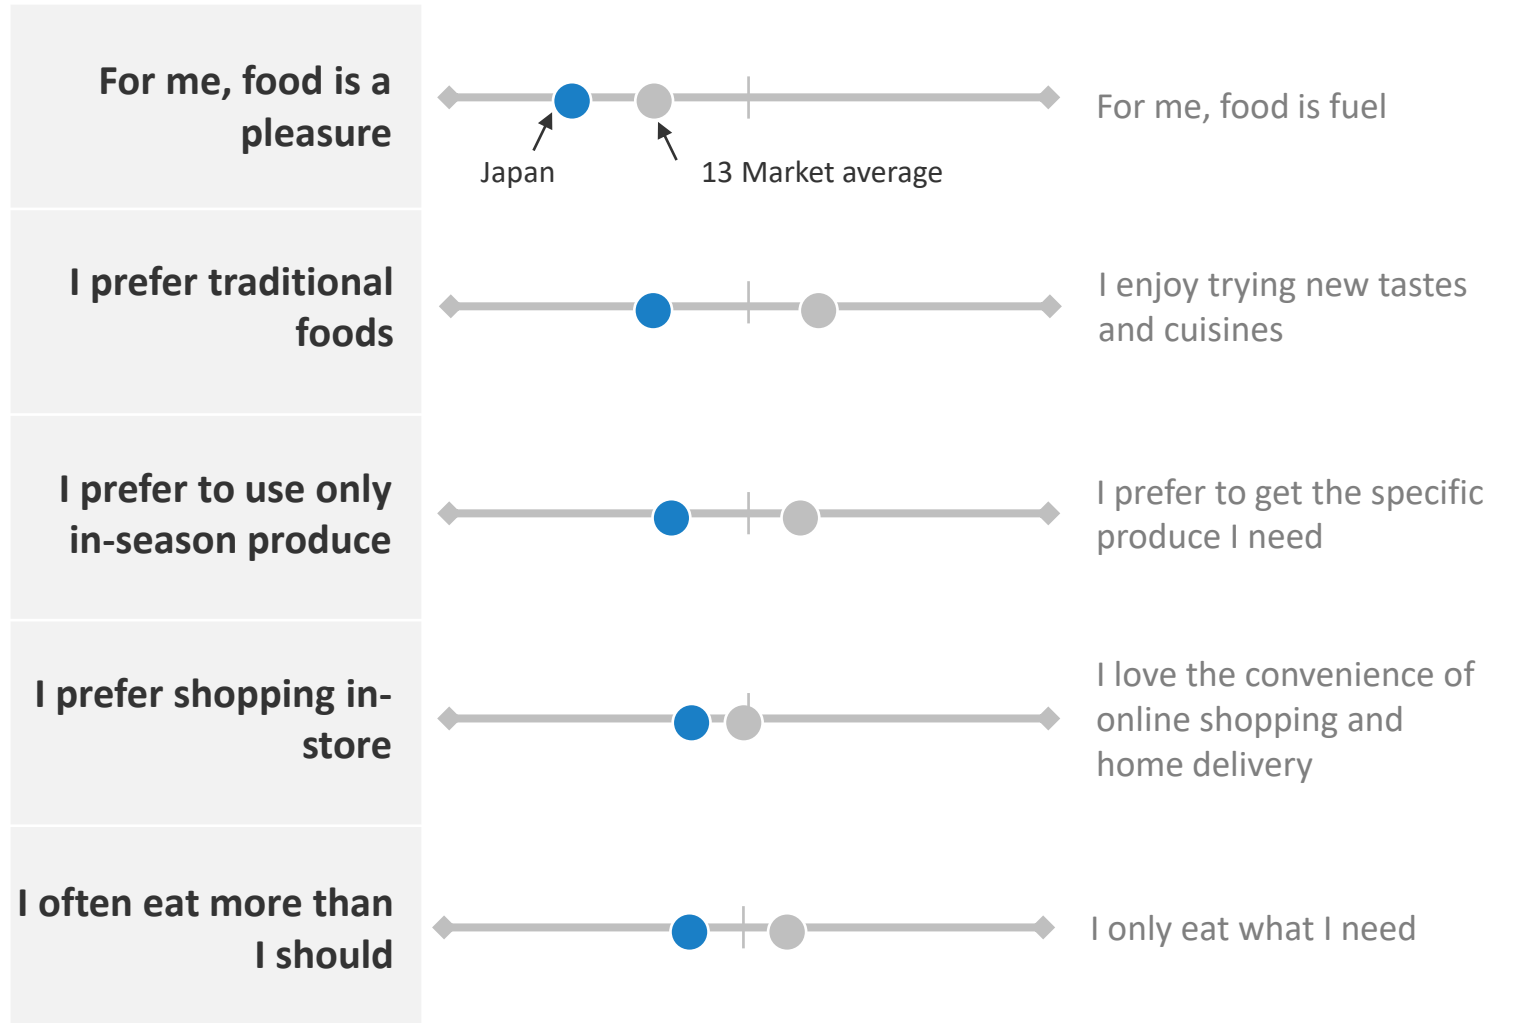 For me, food is a
pleasure
For me, food is fuel
Japan
13 Market average
I prefer traditional
foods
I enjoy trying new tastes
and cuisines
I prefer to use only
in-season produce
I prefer to get the specific
produce I need
I prefer shopping in-
store
I love the convenience of
online shopping and
home delivery
I often eat more than
I should
I only eat what I need